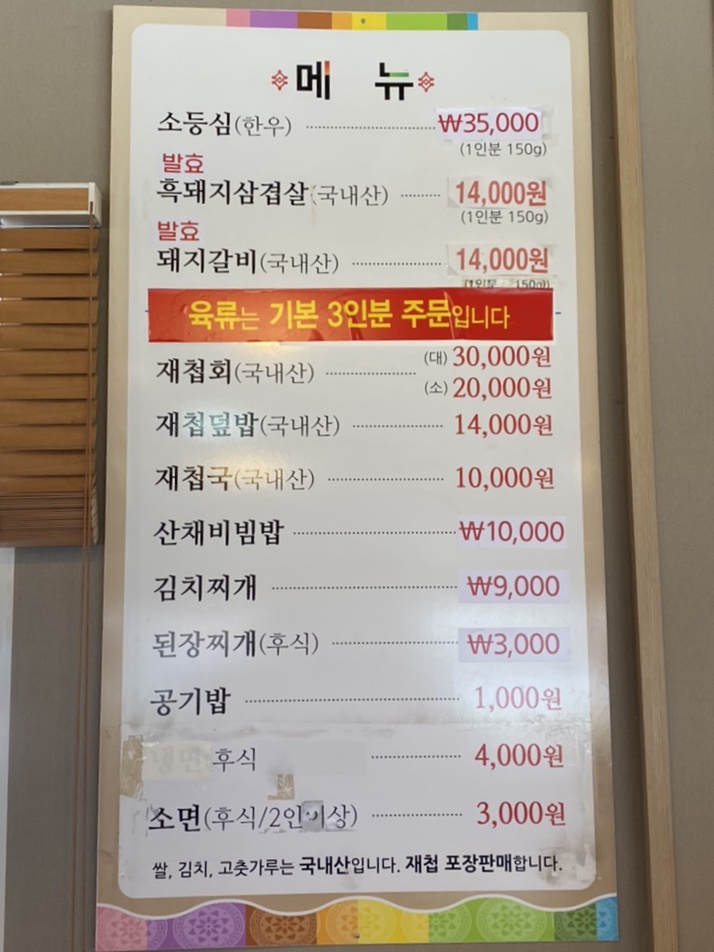 메 뉴
소등심(한우) ₩35,000
(1인분 150g)
발효
흑돼지삼겹살(국내산) 14,000원
(1인분 150g)
발효
돼지갈비(국내산) 14,000원
(1인분 150g)
육류는 기본 3인분 주문입니다
재첩회(국내산) (대) 30,000원
(소) 20,000원
재첩덮밥(국내산) 14,000원
재첩국(국내산) 10,000원
산채비빔밥 ₩10,000
김치찌개 ₩9,000
된장찌개(후식) ₩3,000
공기밥 1,000원
냉면 후식 4,000원
소면(후식/2인이상) 3,000원
쌀, 김치, 고춧가루는 국내산입니다. 재첩 포장판매합니다.